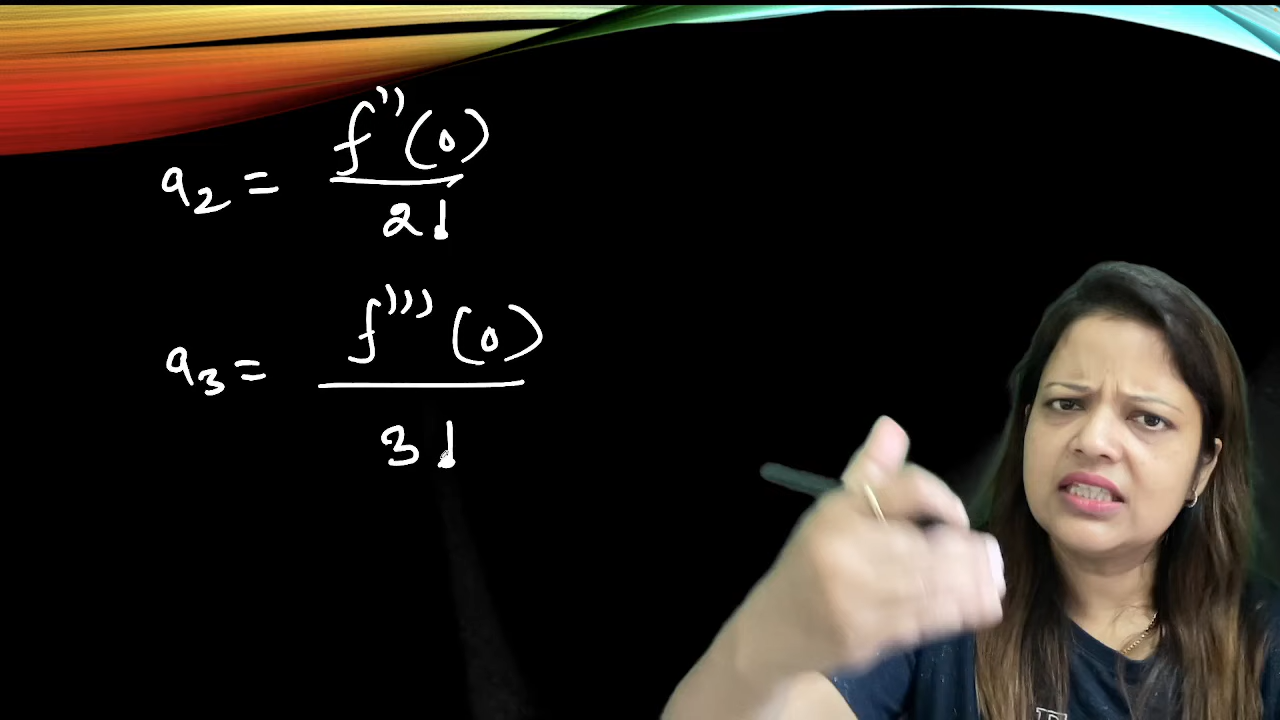 a₂ = f''(0) / 2!
a₃ = f'''(0) / 3!